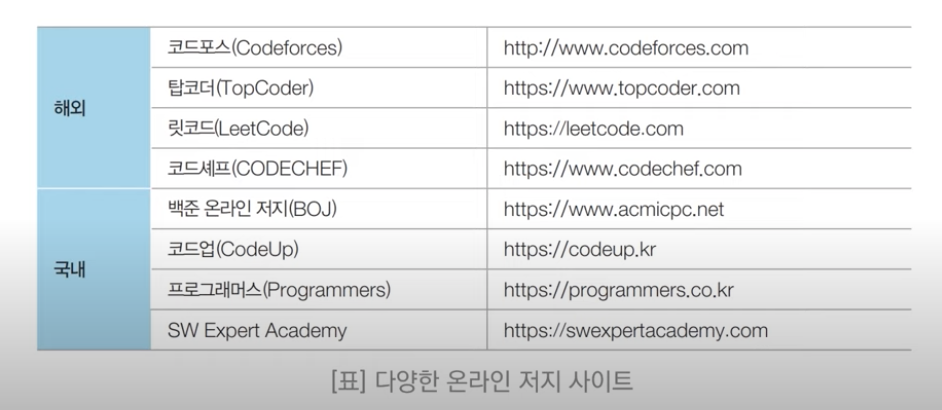 해외
코드포스(Codeforces) http://www.codeforces.com
탑코더(TopCoder) https://www.topcoder.com
릿코드(LeetCode) https://leetcode.com
코드셰프(CODECHEF) https://www.codechef.com
국내
백준 온라인 저지(BOJ) https://www.acmicpc.net
코드업(CodeUp) https://codeup.kr
프로그래머스(Programmers) https://programmers.co.kr
SW Expert Academy https://swexpertacademy.com
[표] 다양한 온라인 저지 사이트